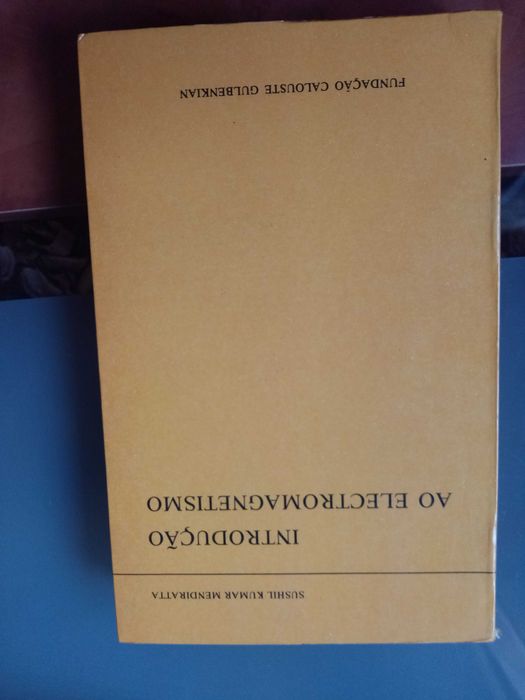 SUSHIL KUMAR MENDIRATTA
INTRODUÇÃO
AO ELECTROMAGNETISMO
FUNDAÇÃO CALOUSTE GULBENKIAN